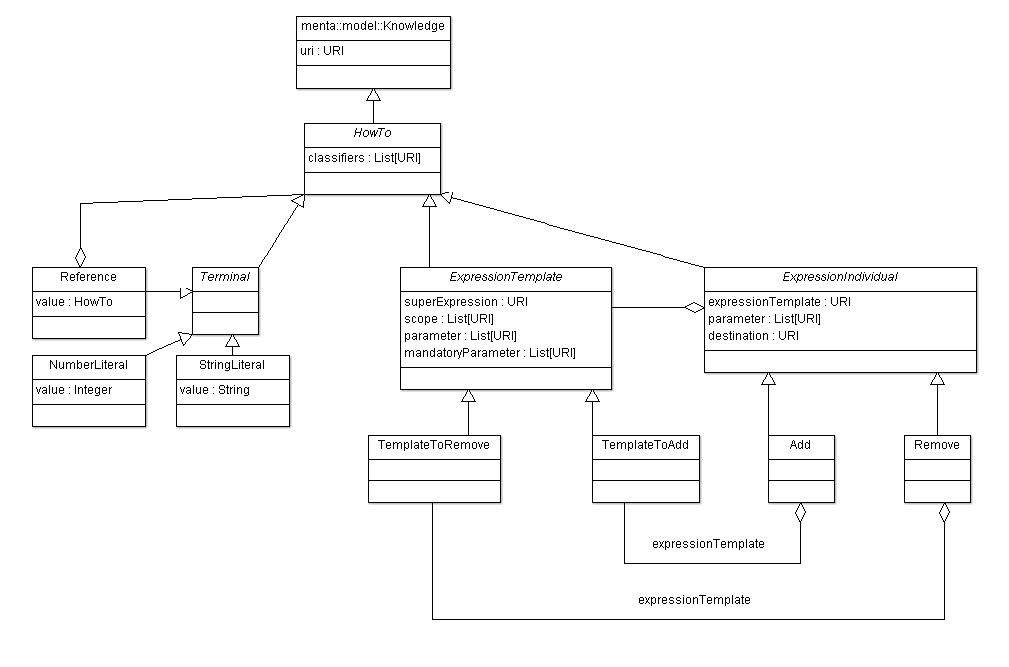 menta::model::Knowledge
uri : URI
HowTo
classifiers : List[URI]
Reference
value : HowTo
Terminal
NumberLiteral
value : Integer
StringLiteral
value : String
ExpressionTemplate
superExpression : URI
scope : List[URI]
parameter : List[URI]
mandatoryParameter : List[URI]
ExpressionIndividual
expressionTemplate : URI
parameter : List[URI]
destination : URI
TemplateToRemove
TemplateToAdd
Add
Remove
expressionTemplate
expressionTemplate